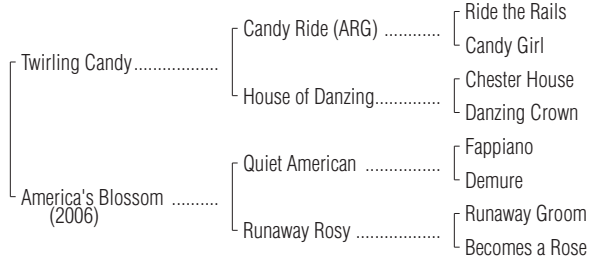 Ride the Rails
Candy Ride (ARG) ............
Candy Girl
Twirling Candy..................
Chester House
House of Danzing..............
Danzing Crown
Fappiano
Quiet American ................
Demure
America's Blossom ..........
(2006)
Runaway Groom
Runaway Rosy ..................
Becomes a Rose